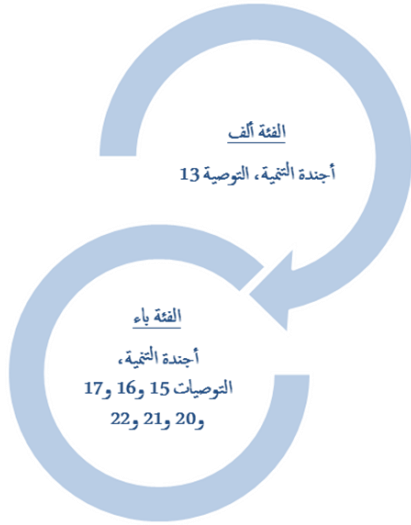 الفئة ألف
أجندة التنمية، التوصية 13
الفئة باء
أجندة التنمية،
التوصيات 15 و16 و17
و20 و21 و22